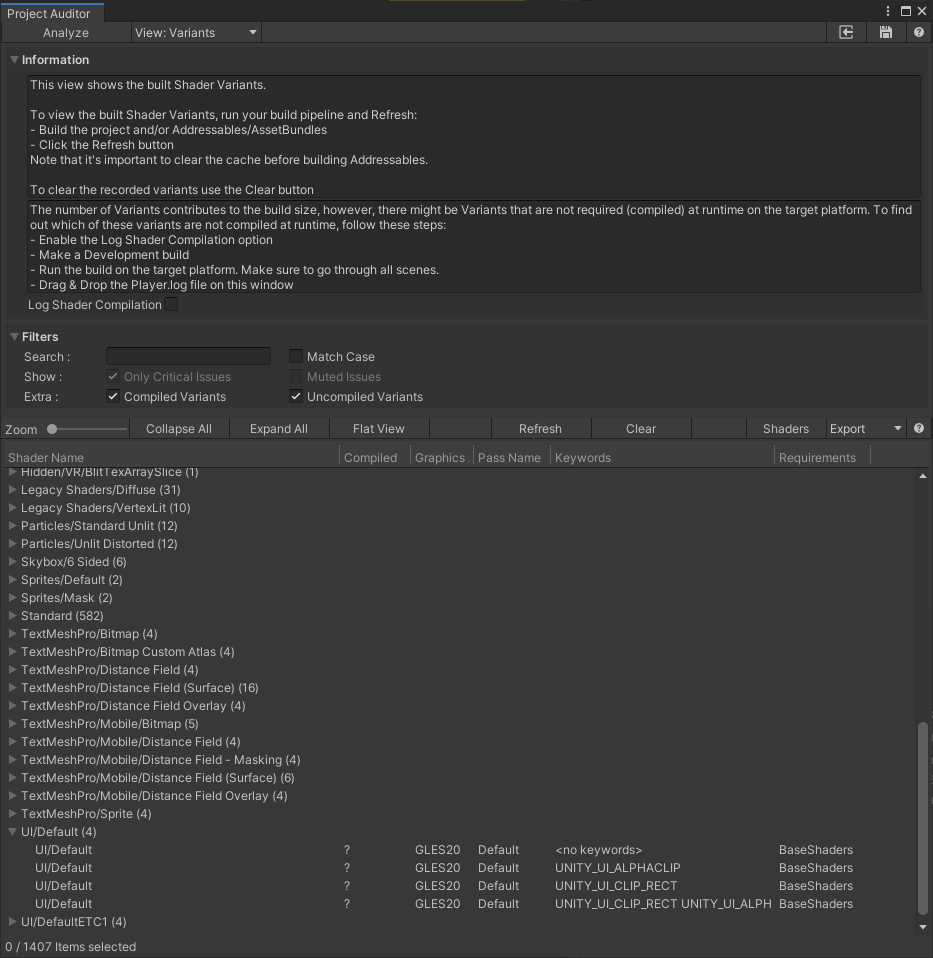 Project Auditor
Analyze
View: Variants
Information
This view shows the built Shader Variants.
To view the built Shader Variants, run your build pipeline and Refresh:
- Build the project and/or Addressables/AssetBundles
- Click the Refresh button
Note that it's important to clear the cache before building Addressables.
To clear the recorded variants use the Clear button
The number of Variants contributes to the build size, however, there might be Variants that are not required (compiled) at runtime on the target platform. To find
out which of these variants are not compiled at runtime, follow these steps:
- Enable the Log Shader Compilation option
- Make a Development build
- Run the build on the target platform. Make sure to go through all scenes.
- Drag & Drop the Player.log file on this window
Log Shader Compilation
Filters
Search :
Match Case
Show :
Only Critical Issues
Muted Issues
Extra :
Compiled Variants
Uncompiled Variants
Zoom
Collapse All
Expand All
Flat View
Refresh
Clear
Shaders
Export
Shader Name
Compiled
Graphics
Pass Name
Keywords
Requirements
Hidden/VR/BlitTexArraySlice (1)
Legacy Shaders/Diffuse (31)
Legacy Shaders/VertexLit (10)
Particles/Standard Unlit (12)
Particles/Unlit Distorted (12)
Skybox/6 Sided (6)
Sprites/Default (2)
Sprites/Mask (2)
Standard (582)
TextMeshPro/Bitmap (4)
TextMeshPro/Bitmap Custom Atlas (4)
TextMeshPro/Distance Field (4)
TextMeshPro/Distance Field (Surface) (16)
TextMeshPro/Distance Field Overlay (4)
TextMeshPro/Mobile/Bitmap (5)
TextMeshPro/Mobile/Distance Field (4)
TextMeshPro/Mobile/Distance Field - Masking (4)
TextMeshPro/Mobile/Distance Field (Surface) (6)
TextMeshPro/Mobile/Distance Field Overlay (4)
TextMeshPro/Sprite (4)
UI/Default (4)
UI/Default ? GLES20 Default <no keywords> BaseShaders
UI/Default ? GLES20 Default UNITY_UI_ALPHACLIP BaseShaders
UI/Default ? GLES20 Default UNITY_UI_CLIP_RECT BaseShaders
UI/Default ? GLES20 Default UNITY_UI_CLIP_RECT UNITY_UI_ALPH BaseShaders
UI/DefaultETC1 (4)
0 / 1407 Items selected